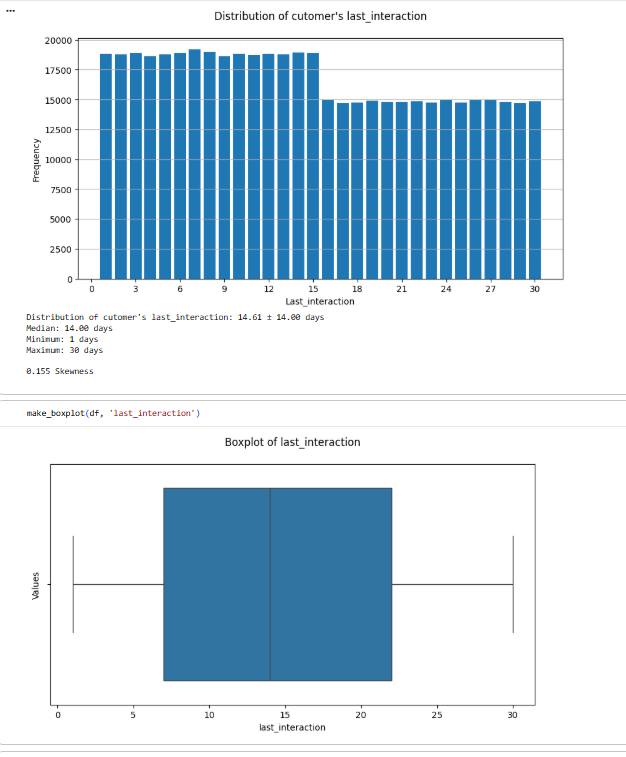 ...
Distribution of cutomer's last_interaction
20000
17500
15000
12500
10000
7500
5000
2500
0
Frequency
0 3 6 9 12 15 18 21 24 27 30
Last_interaction
Distribution of cutomer's last_interaction: 14.61 ± 14.00 days
Median: 14.00 days
Minimum: 1 days
Maximum: 30 days
0.155 Skewness
make_boxplot(df, 'last_interaction')
Boxplot of last_interaction
Values
0 5 10 15 20 25 30
last_interaction